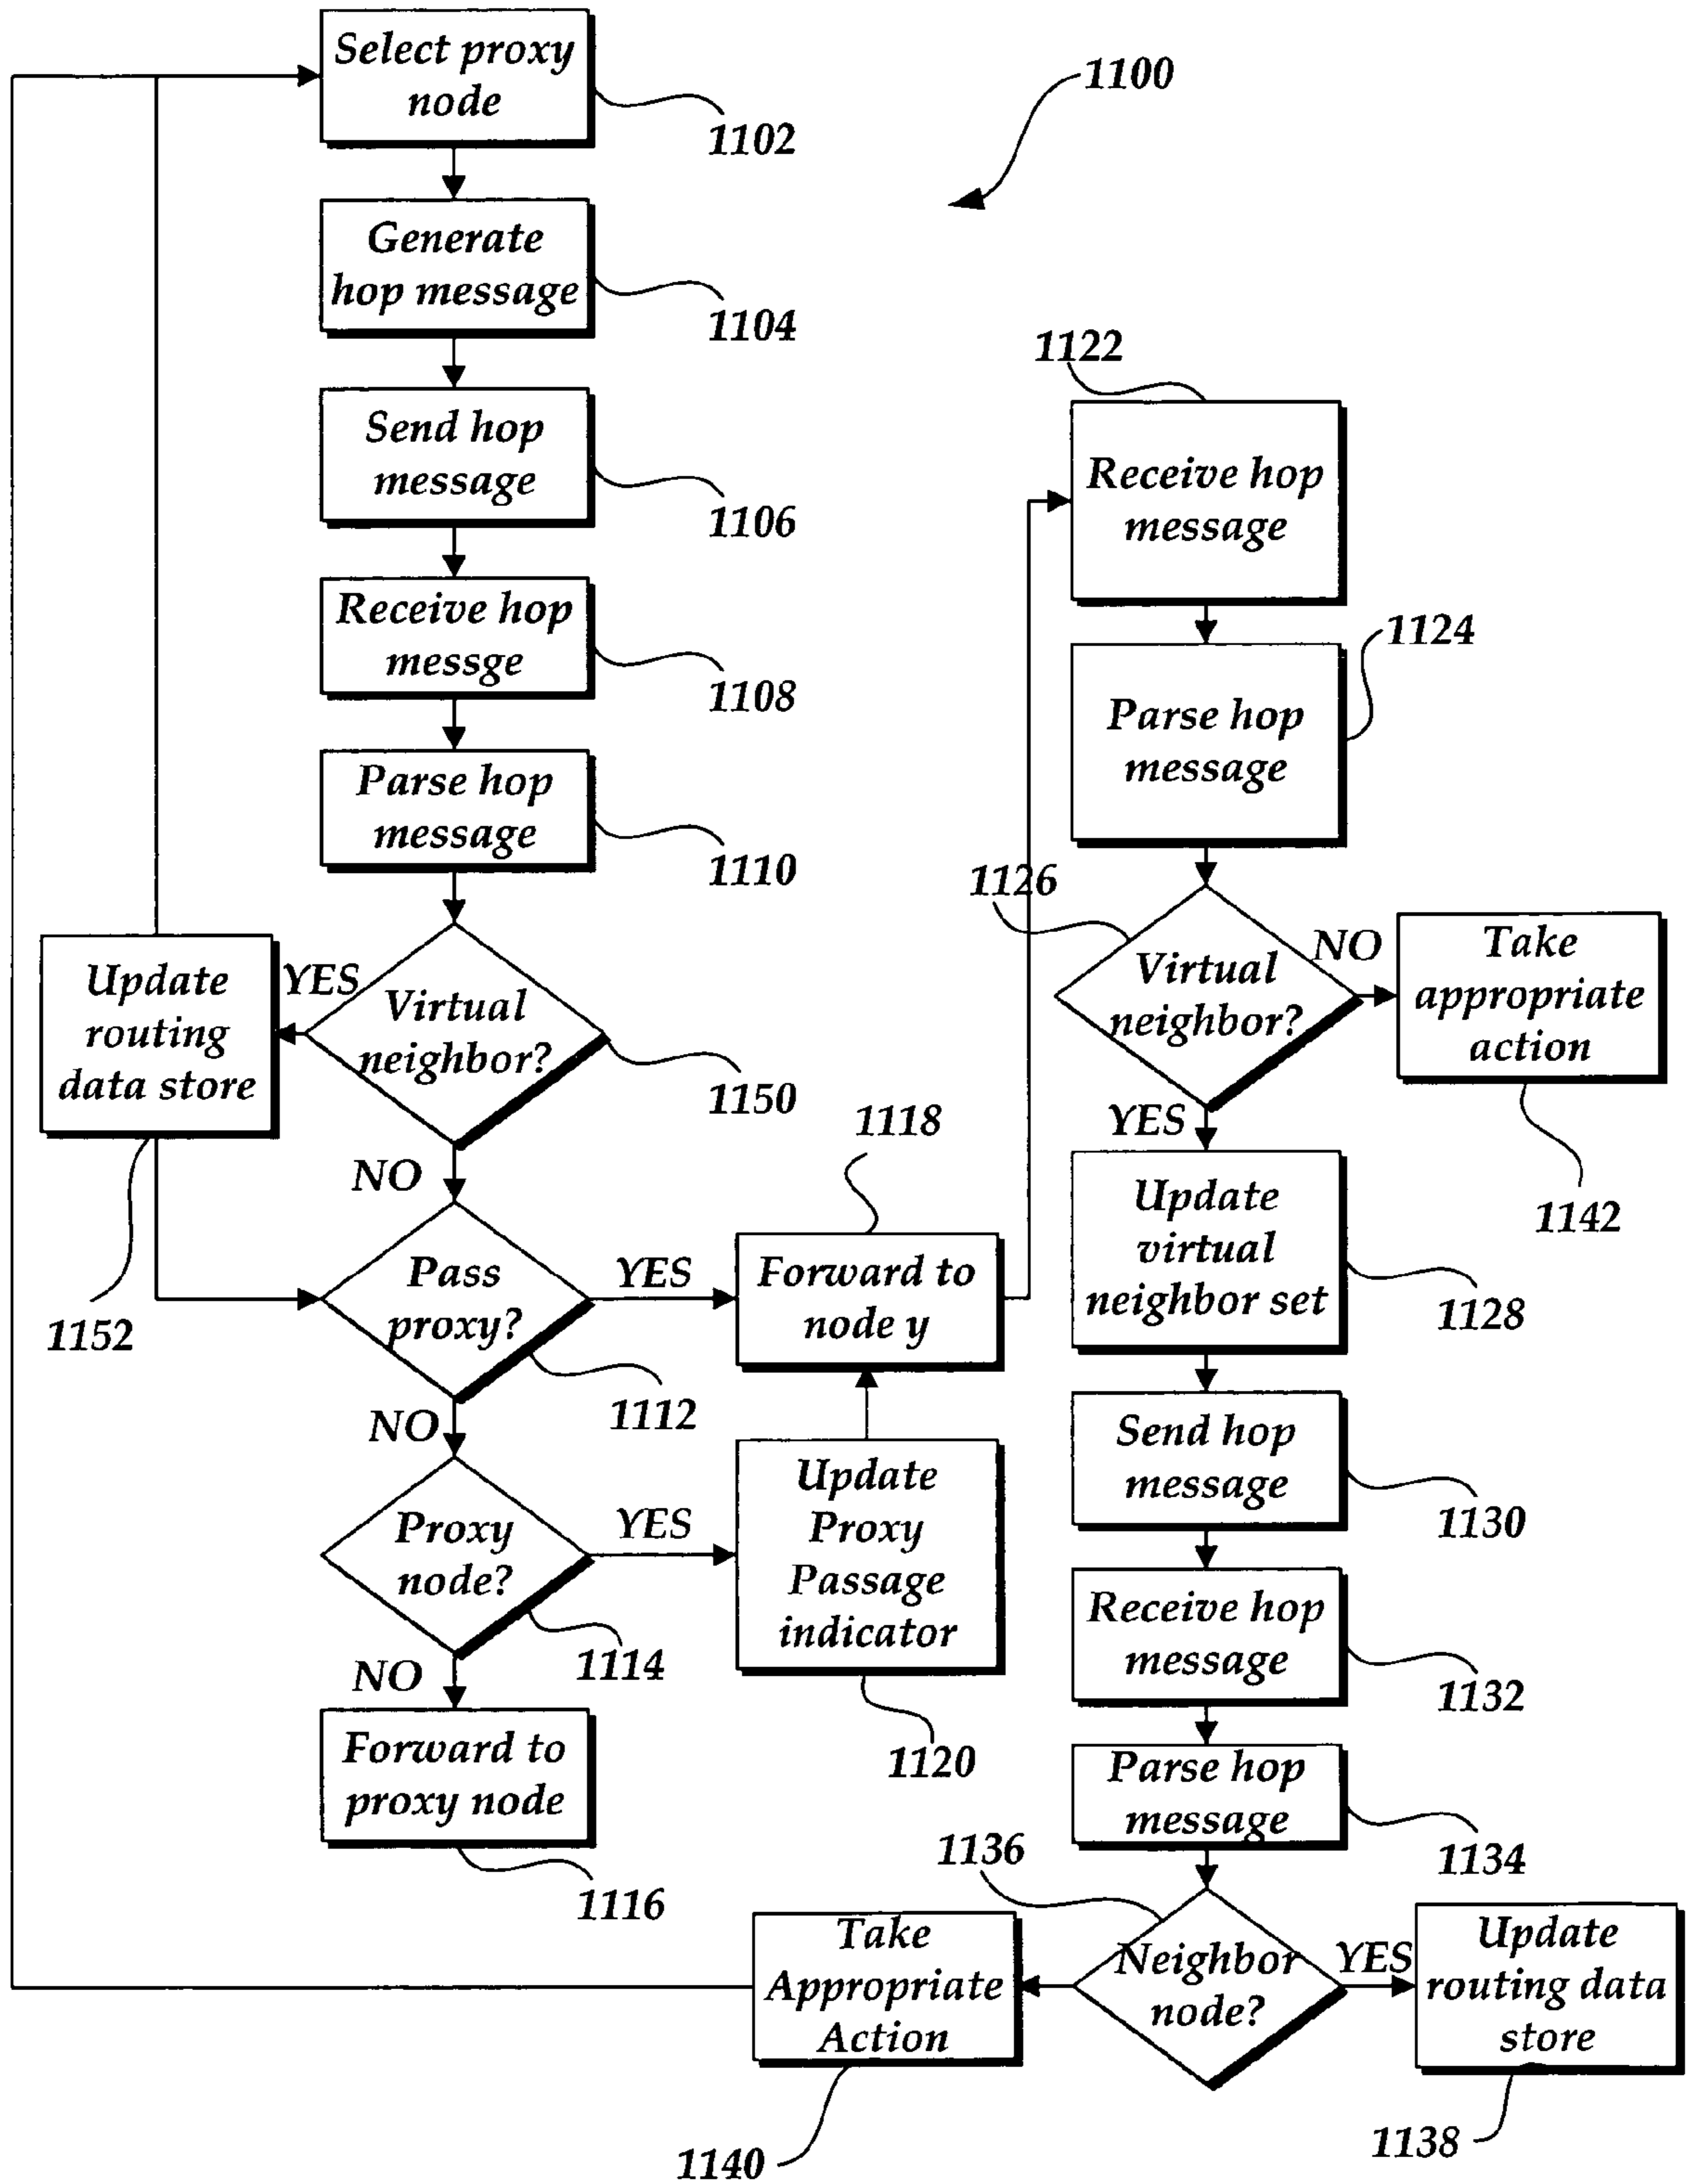 Select proxy
node
1102
1100
Generate
hop message
1104
Send hop
message
1106
Receive hop
messge
1108
Parse hop
message
1110
Virtual
neighbor?
1150
YES
Update
routing
data store
1152
NO
Pass
proxy?
1112
YES
Forward to
node y
1118
NO
Proxy
node?
1114
YES
Update
Proxy
Passage
indicator
1120
NO
Forward to
proxy node
1116
1122
Receive hop
message
1124
Parse hop
message
1126
Virtual
neighbor?
NO
Take
appropriate
action
1142
YES
Update
virtual
neighbor set
1128
Send hop
message
1130
Receive hop
message
1132
Parse hop
message
1134
1136
Neighbor
node?
YES
Update
routing data
store
1138
Take
Appropriate
Action
1140